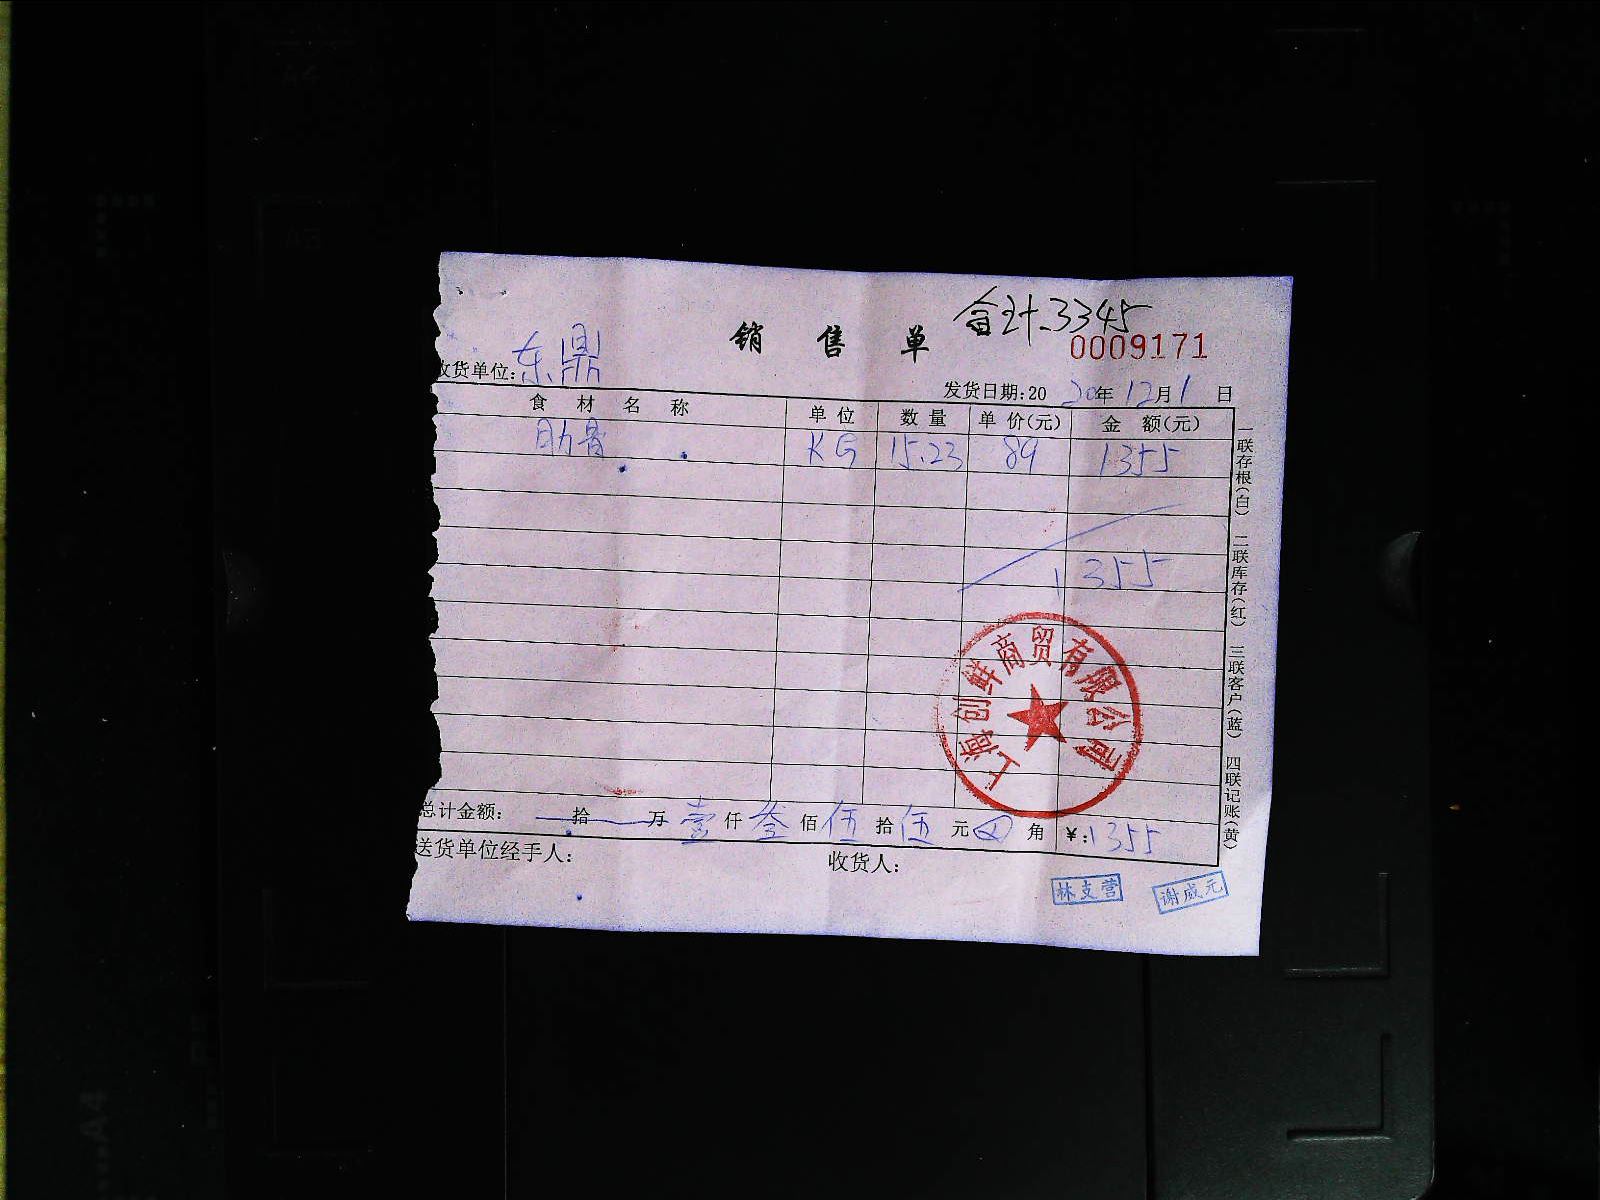 合计.3345
销售单
0009171
收货单位:东鼎
发货日期:2020年12月1日
食材名称 单位 数量 单价(元) 金额(元)
肋骨 KG 15.23 89 1355
1355
上海创鲜商贸有限公司
总计金额: 拾 万 壹仟叁佰伍拾伍元 角 ¥:1355
送货单位经手人: 收货人:
林支营 谢成元
一联存根(白) 二联库存(红) 三联客户(蓝) 四联记账(黄)
A4